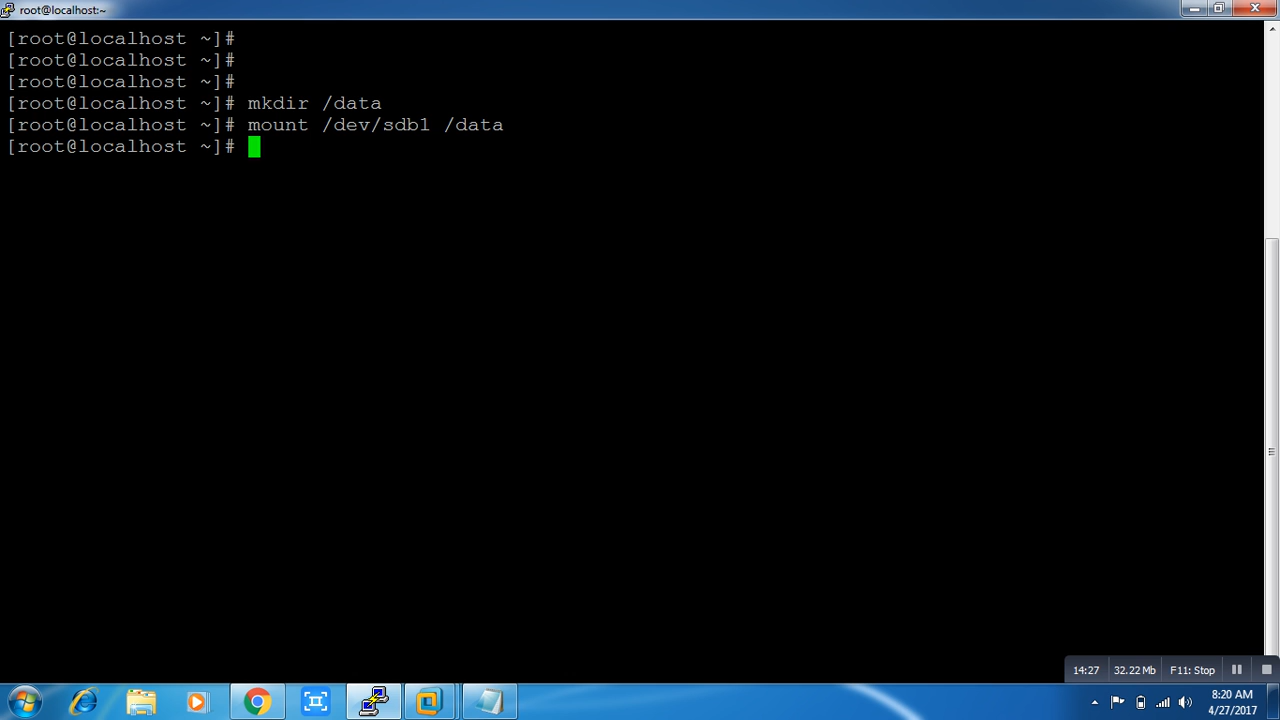 root@localhost:~
[root@localhost ~]#
[root@localhost ~]#
[root@localhost ~]#
[root@localhost ~]# mkdir /data
[root@localhost ~]# mount /dev/sdb1 /data
[root@localhost ~]#
14:27 32.22 Mb F11: Stop
8:20 AM
4/27/2017